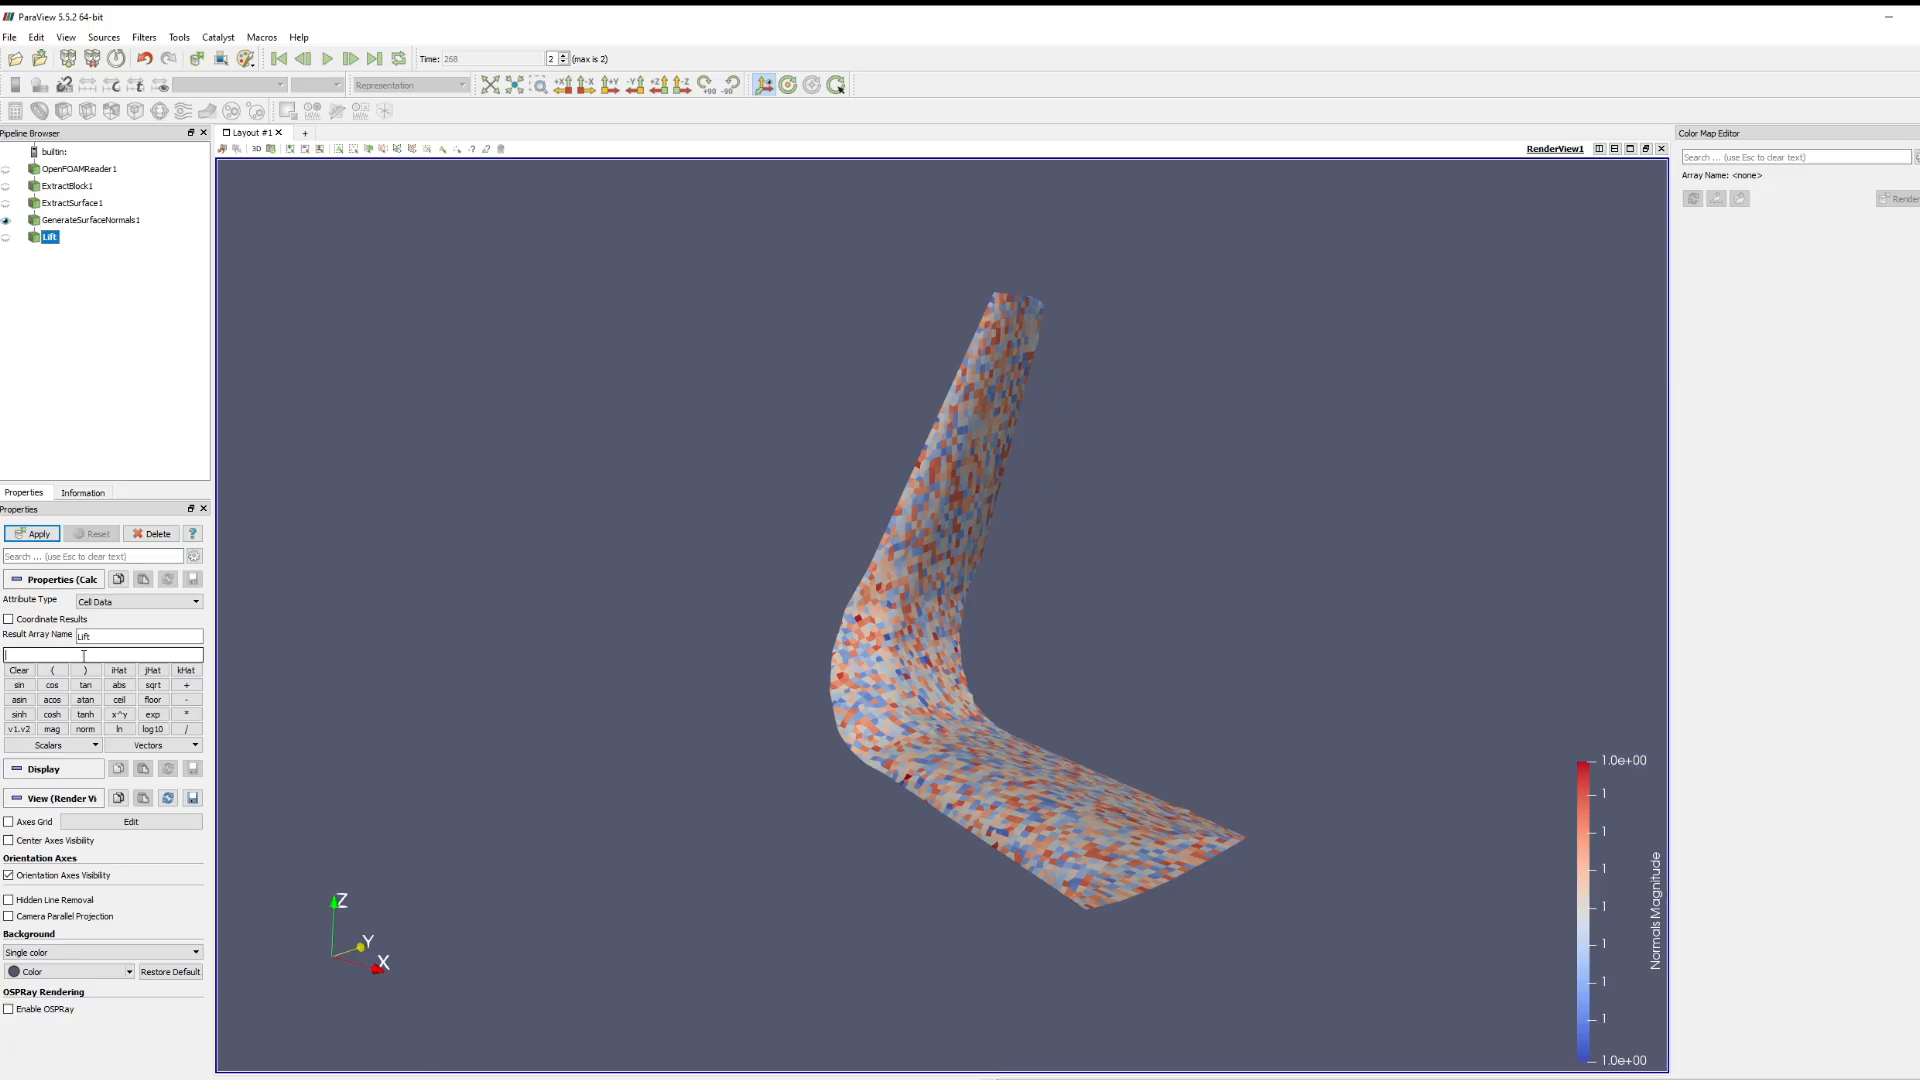 ParaView 5.5.2 64-bit
File Edit View Sources Filters Tools Catalyst Macros Help
Time: 268 2 (max is 2)
Representation
+X -X +Y -Y +Z -Z +90 -90
Pipeline Browser
Layout #1
Color Map Editor
3D
RenderView1
builtin:
Search ... (use Esc to clear text)
OpenFOAMReader1
Array Name: <none>
ExtractBlock1
Render
ExtractSurface1
GenerateSurfaceNormals1
Lift
Properties Information
Properties
Apply Reset Delete ?
Search ... (use Esc to clear text)
Properties (Calc
Attribute Type Cell Data
Coordinate Results
Result Array Name Lift
Clear ( ) iHat jHat kHat
sin cos tan abs sqrt +
asin acos atan ceil floor -
sinh cosh tanh x^y exp *
v1.v2 mag norm ln log10 /
Scalars Vectors
Display
View (Render Vi
Axes Grid Edit
Center Axes Visibility
Orientation Axes
Orientation Axes Visibility
Hidden Line Removal
Camera Parallel Projection
Background
Single color
Color Restore Default
OSPRay Rendering
Enable OSPRay
Z
Y
X
1.0e+00
1
1
1
1
1
1
1
1.0e+00
Normals Magnitude